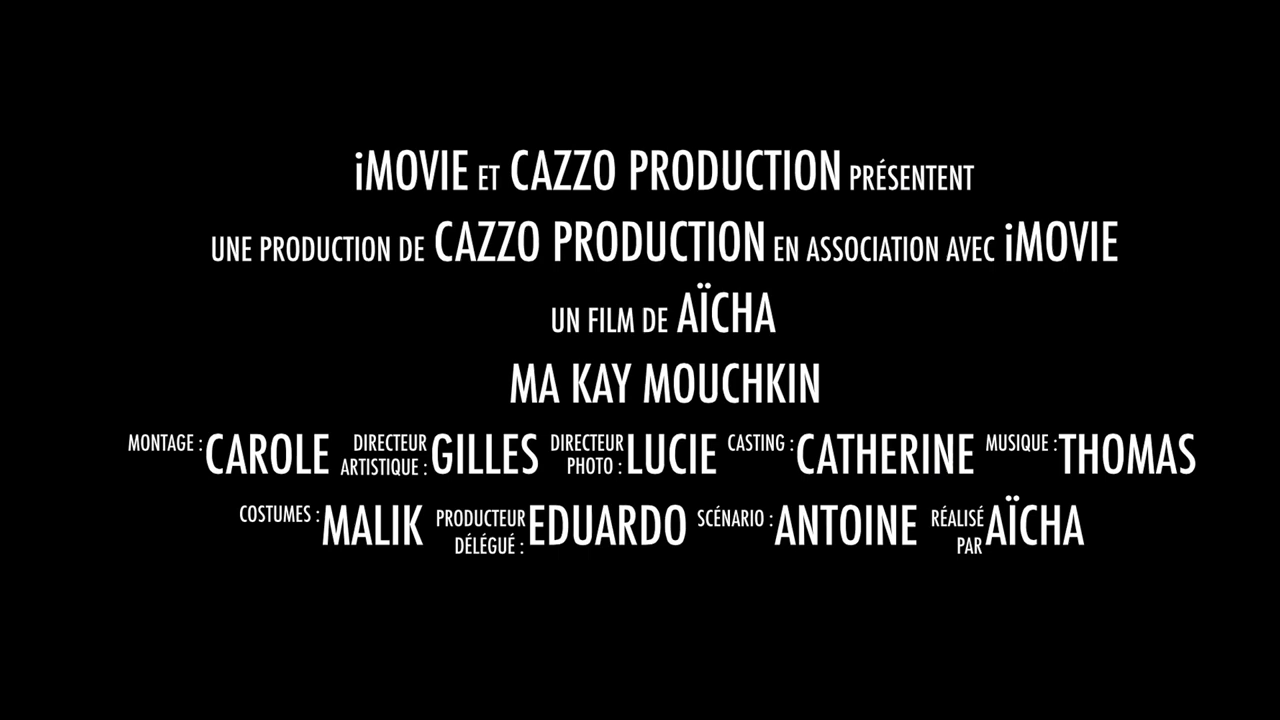 iMOVIE ET CAZZO PRODUCTION PRÉSENTENT
UNE PRODUCTION DE CAZZO PRODUCTION EN ASSOCIATION AVEC iMOVIE
UN FILM DE AÏCHA
MA KAY MOUCHKIN
MONTAGE : CAROLE DIRECTEUR ARTISTIQUE : GILLES DIRECTEUR PHOTO : LUCIE CASTING : CATHERINE MUSIQUE : THOMAS
COSTUMES : MALIK PRODUCTEUR DÉLÉGUÉ : EDUARDO SCÉNARIO : ANTOINE RÉALISÉ PAR AÏCHA